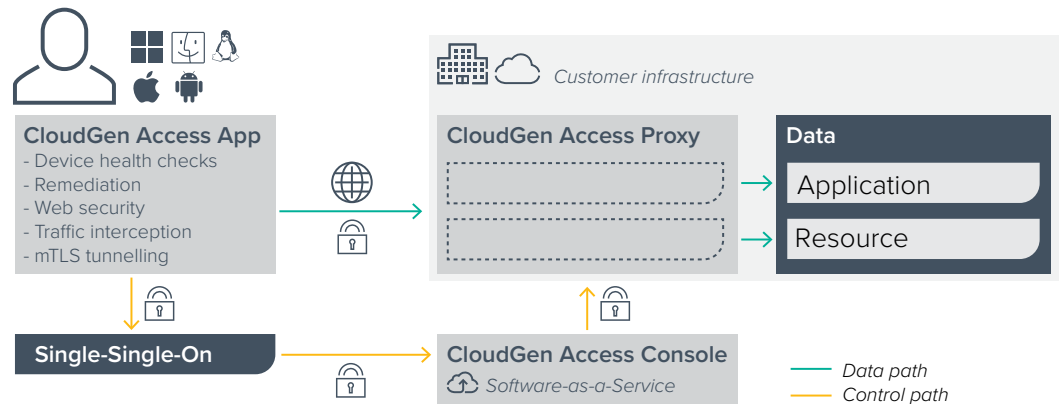 Customer infrastructure
CloudGen Access App
- Device health checks
- Remediation
- Web security
- Traffic interception
- mTLS tunnelling
CloudGen Access Proxy
Data
Application
Resource
Single-Single-On
CloudGen Access Console
Software-as-a-Service
Data path
Control path